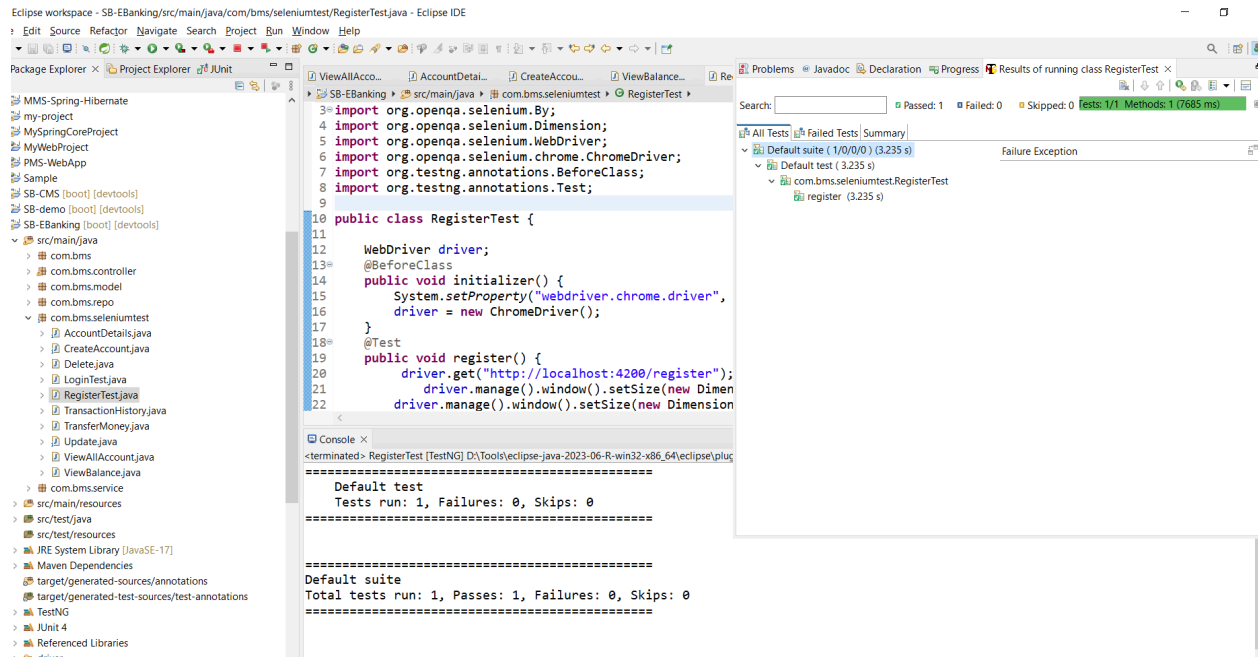 Eclipse workspace - SB-EBanking/src/main/java/com/bms/seleniumtest/RegisterTest.java - Eclipse IDE
Edit Source Refactor Navigate Search Project Run Window Help
Package Explorer × Project Explorer JUnit
MMS-Spring-Hibernate
my-project
MySpringCoreProject
MyWebProject
PMS-WebApp
Sample
SB-CMS [boot] [devtools]
SB-demo [boot] [devtools]
SB-EBanking [boot] [devtools]
src/main/java
com.bms
com.bms.controller
com.bms.model
com.bms.repo
com.bms.seleniumtest
AccountDetails.java
CreateAccount.java
Delete.java
LoginTest.java
RegisterTest.java
TransactionHistory.java
TransferMoney.java
Update.java
ViewAllAccount.java
ViewBalance.java
com.bms.service
src/main/resources
src/test/java
src/test/resources
JRE System Library [JavaSE-17]
Maven Dependencies
target/generated-sources/annotations
target/generated-test-sources/test-annotations
TestNG
JUnit 4
Referenced Libraries
ViewAllAcco... AccountDetai... CreateAccou... ViewBalance... Re
SB-EBanking src/main/java com.bms.seleniumtest RegisterTest
3 import org.openqa.selenium.By;
4 import org.openqa.selenium.Dimension;
5 import org.openqa.selenium.WebDriver;
6 import org.openqa.selenium.chrome.ChromeDriver;
7 import org.testng.annotations.BeforeClass;
8 import org.testng.annotations.Test;
9
10 public class RegisterTest {
11
12 WebDriver driver;
13 @BeforeClass
14 public void initializer() {
15 System.setProperty("webdriver.chrome.driver",
16 driver = new ChromeDriver();
17 }
18 @Test
19 public void register() {
20 driver.get("http://localhost:4200/register");
21 driver.manage().window().setSize(new Dimen
22 driver.manage().window().setSize(new Dimension
Console ×
<terminated> RegisterTest [TestNG] D:\Tools\eclipse-java-2023-06-R-win32-x86_64\eclipse\plug
===============================================
Default test
Tests run: 1, Failures: 0, Skips: 0
===============================================
===============================================
Default suite
Total tests run: 1, Passes: 1, Failures: 0, Skips: 0
===============================================
Problems Javadoc Declaration Progress Results of running class RegisterTest ×
Search: Passed: 1 Failed: 0 Skipped: 0 Tests: 1/1 Methods: 1 (7685 ms)
All Tests Failed Tests Summary
Default suite ( 1/0/0/0 ) (3.235 s)
Default test ( 3.235 s)
com.bms.seleniumtest.RegisterTest
register (3.235 s)
Failure Exception